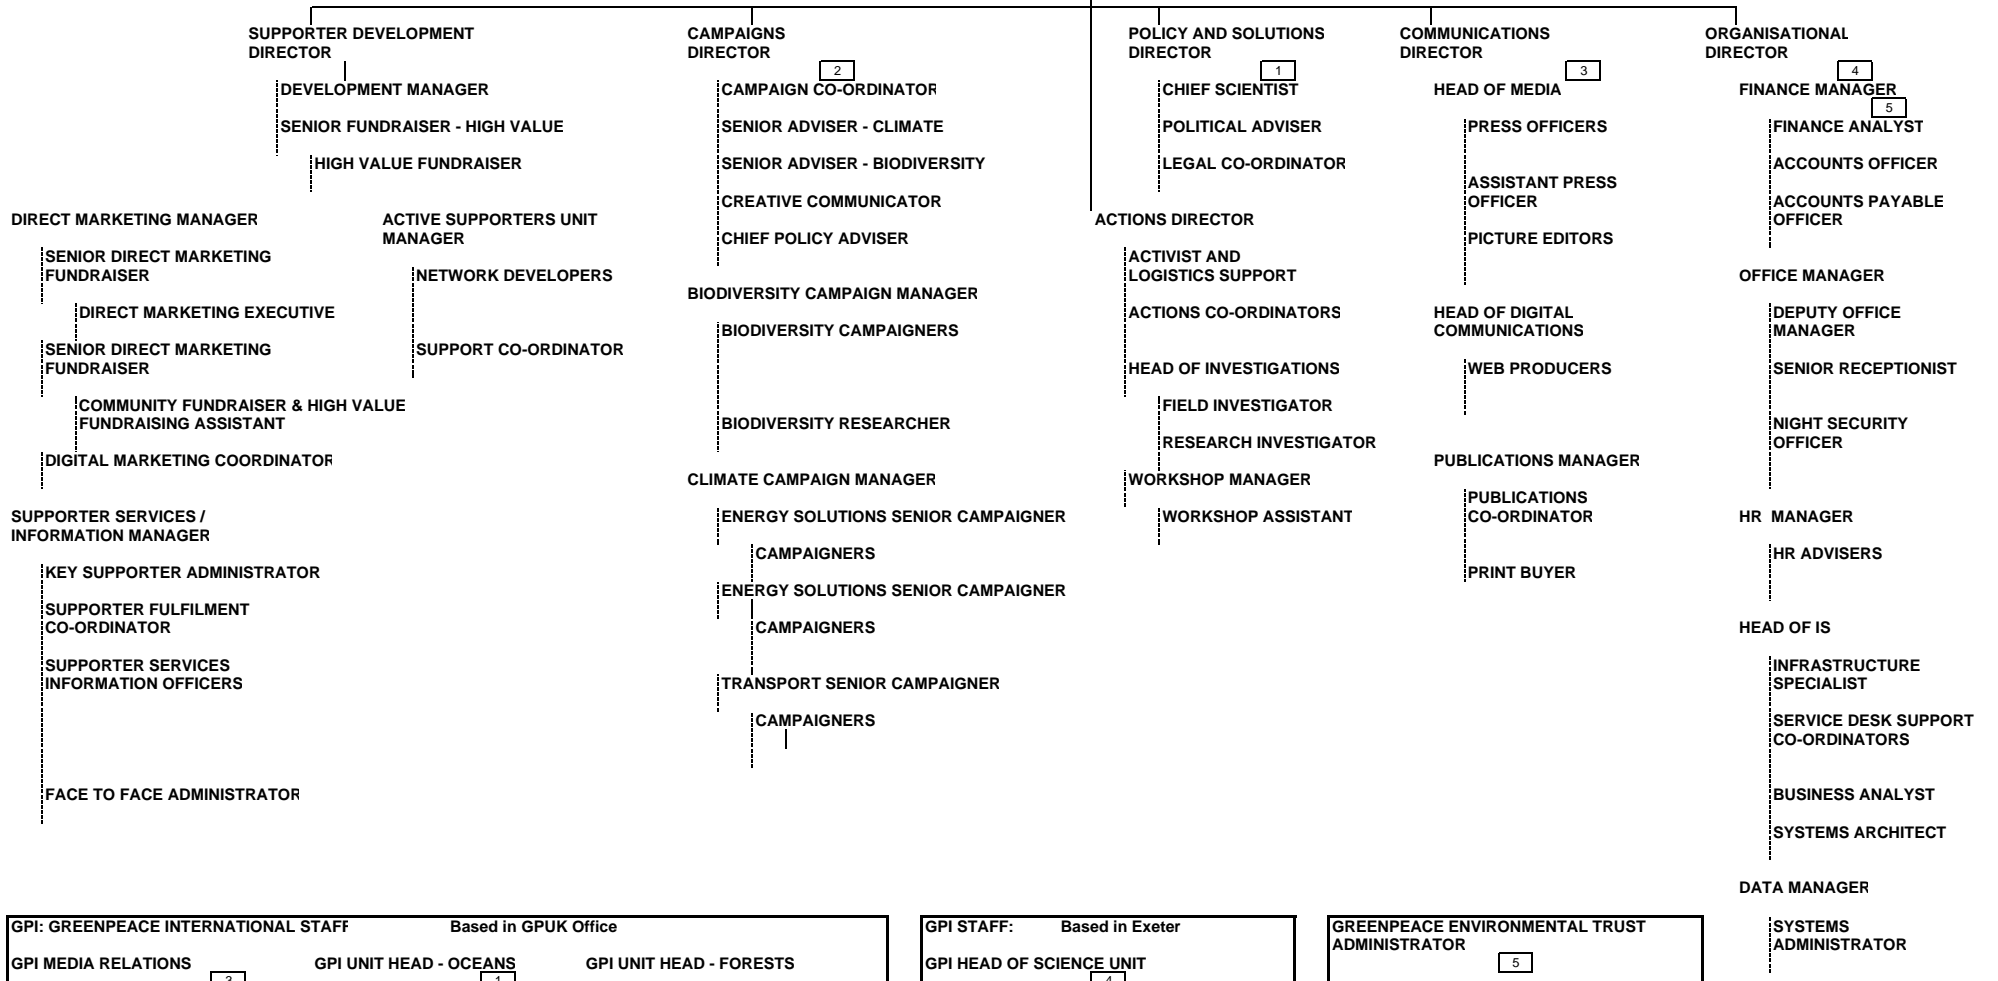 SUPPORTER DEVELOPMENT
DIRECTOR
DEVELOPMENT MANAGER
SENIOR FUNDRAISER - HIGH VALUE
HIGH VALUE FUNDRAISER
DIRECT MARKETING MANAGER
SENIOR DIRECT MARKETING
FUNDRAISER
DIRECT MARKETING EXECUTIVE
SENIOR DIRECT MARKETING
FUNDRAISER
COMMUNITY FUNDRAISER & HIGH VALUE
FUNDRAISING ASSISTANT
DIGITAL MARKETING COORDINATOR
SUPPORTER SERVICES /
INFORMATION MANAGER
KEY SUPPORTER ADMINISTRATOR
SUPPORTER FULFILMENT
CO-ORDINATOR
SUPPORTER SERVICES
INFORMATION OFFICERS
FACE TO FACE ADMINISTRATOR
ACTIVE SUPPORTERS UNIT
MANAGER
NETWORK DEVELOPERS
SUPPORT CO-ORDINATOR
CAMPAIGNS
DIRECTOR
2
CAMPAIGN CO-ORDINATOR
SENIOR ADVISER - CLIMATE
SENIOR ADVISER - BIODIVERSITY
CREATIVE COMMUNICATOR
CHIEF POLICY ADVISER
BIODIVERSITY CAMPAIGN MANAGER
BIODIVERSITY CAMPAIGNERS
BIODIVERSITY RESEARCHER
CLIMATE CAMPAIGN MANAGER
ENERGY SOLUTIONS SENIOR CAMPAIGNER
CAMPAIGNERS
ENERGY SOLUTIONS SENIOR CAMPAIGNER
CAMPAIGNERS
TRANSPORT SENIOR CAMPAIGNER
CAMPAIGNERS
POLICY AND SOLUTIONS
DIRECTOR
1
CHIEF SCIENTIST
POLITICAL ADVISER
LEGAL CO-ORDINATOR
ACTIONS DIRECTOR
ACTIVIST AND
LOGISTICS SUPPORT
ACTIONS CO-ORDINATORS
HEAD OF INVESTIGATIONS
FIELD INVESTIGATOR
RESEARCH INVESTIGATOR
WORKSHOP MANAGER
WORKSHOP ASSISTANT
COMMUNICATIONS
DIRECTOR
3
HEAD OF MEDIA
PRESS OFFICERS
ASSISTANT PRESS
OFFICER
PICTURE EDITORS
HEAD OF DIGITAL
COMMUNICATIONS
WEB PRODUCERS
PUBLICATIONS MANAGER
PUBLICATIONS
CO-ORDINATOR
PRINT BUYER
ORGANISATIONAL
DIRECTOR
4
FINANCE MANAGER
5
FINANCE ANALYST
ACCOUNTS OFFICER
ACCOUNTS PAYABLE
OFFICER
OFFICE MANAGER
DEPUTY OFFICE
MANAGER
SENIOR RECEPTIONIST
NIGHT SECURITY
OFFICER
HR MANAGER
HR ADVISERS
HEAD OF IS
INFRASTRUCTURE
SPECIALIST
SERVICE DESK SUPPORT
CO-ORDINATORS
BUSINESS ANALYST
SYSTEMS ARCHITECT
DATA MANAGER
SYSTEMS
ADMINISTRATOR
GPI: GREENPEACE INTERNATIONAL STAFF Based in GPUK Office
GPI MEDIA RELATIONS GPI UNIT HEAD - OCEANS GPI UNIT HEAD - FORESTS
3 1
GPI STAFF: Based in Exeter
GPI HEAD OF SCIENCE UNIT
4
GREENPEACE ENVIRONMENTAL TRUST
ADMINISTRATOR
5